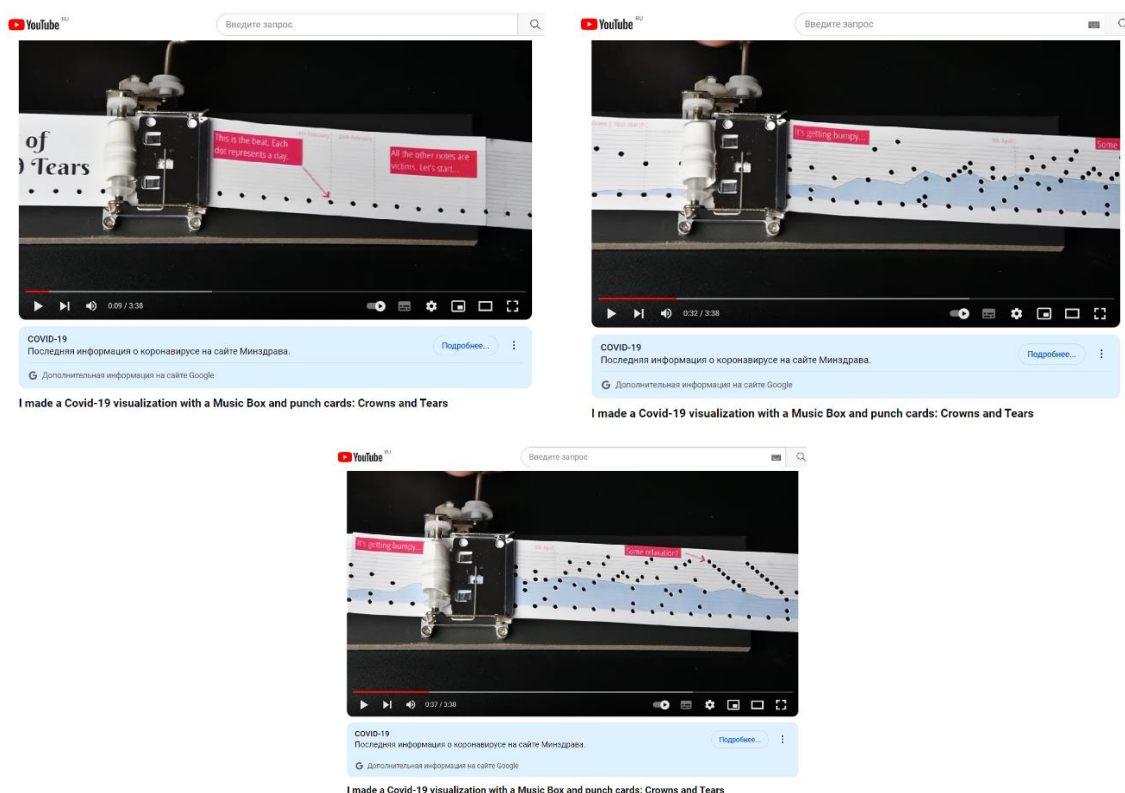 YouTube RU
Введите запрос
of
Tears
This is the beat. Each
dot represents a day.
All the other notes are
victims. Let's start...
0:09 / 3:38
COVID-19
Последняя информация о коронавирусе на сайте Минздрава.
Подробнее...
G Дополнительная информация на сайте Google
I made a Covid-19 visualization with a Music Box and punch cards: Crowns and Tears
YouTube RU
Введите запрос
It's getting bumpy...
Some
0:32 / 3:38
COVID-19
Последняя информация о коронавирусе на сайте Минздрава.
Подробнее...
G Дополнительная информация на сайте Google
I made a Covid-19 visualization with a Music Box and punch cards: Crowns and Tears
YouTube RU
Введите запрос
It's getting bumpy...
Some relaxation?
0:37 / 3:38
COVID-19
Последняя информация о коронавирусе на сайте Минздрава.
Подробнее...
G Дополнительная информация на сайте Google
I made a Covid-19 visualization with a Music Box and punch cards: Crowns and Tears